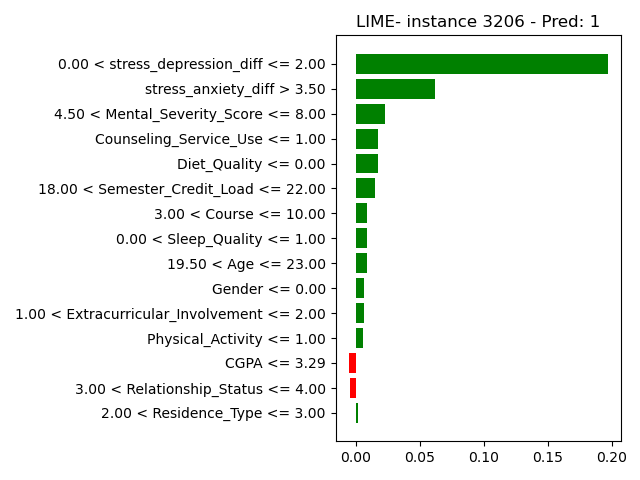 LIME- instance 3206 - Pred: 1
0.00 < stress_depression_diff <= 2.00
stress_anxiety_diff > 3.50
4.50 < Mental_Severity_Score <= 8.00
Counseling_Service_Use <= 1.00
Diet_Quality <= 0.00
18.00 < Semester_Credit_Load <= 22.00
3.00 < Course <= 10.00
0.00 < Sleep_Quality <= 1.00
19.50 < Age <= 23.00
Gender <= 0.00
1.00 < Extracurricular_Involvement <= 2.00
Physical_Activity <= 1.00
CGPA <= 3.29
3.00 < Relationship_Status <= 4.00
2.00 < Residence_Type <= 3.00
0.00 0.05 0.10 0.15 0.20